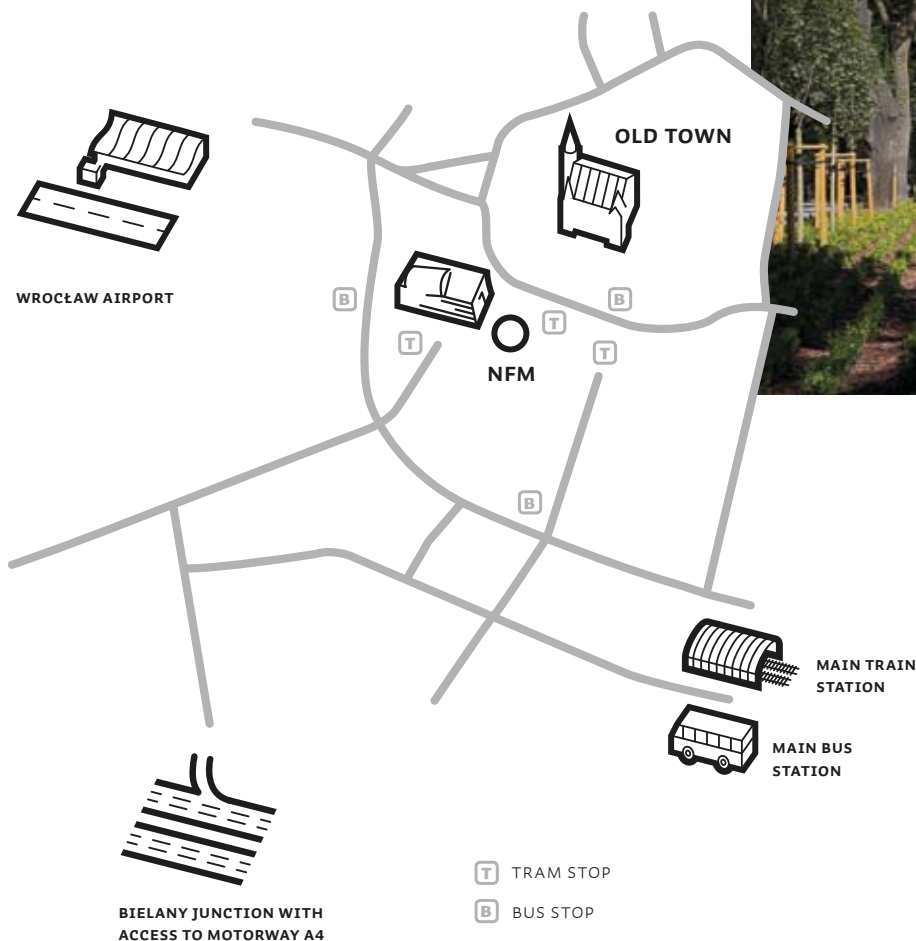 OLD TOWN
WROCŁAW AIRPORT
B
B
T
T
T
NFM
B
MAIN TRAIN
STATION
MAIN BUS
STATION
T TRAM STOP
B BUS STOP
BIELANY JUNCTION WITH
ACCESS TO MOTORWAY A4